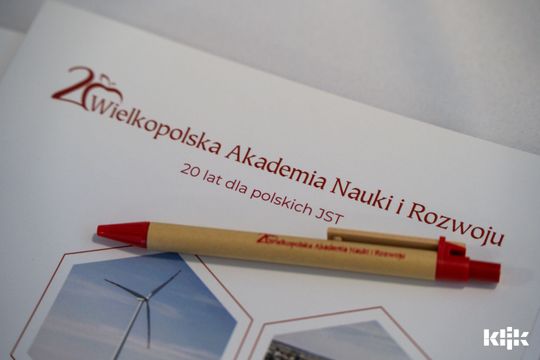 20 Wielkopolska Akademia Nauki i Rozwoju
20 lat dla polskich JST
20 Wielkopolska Akademia Nauki i Rozwoju
klik